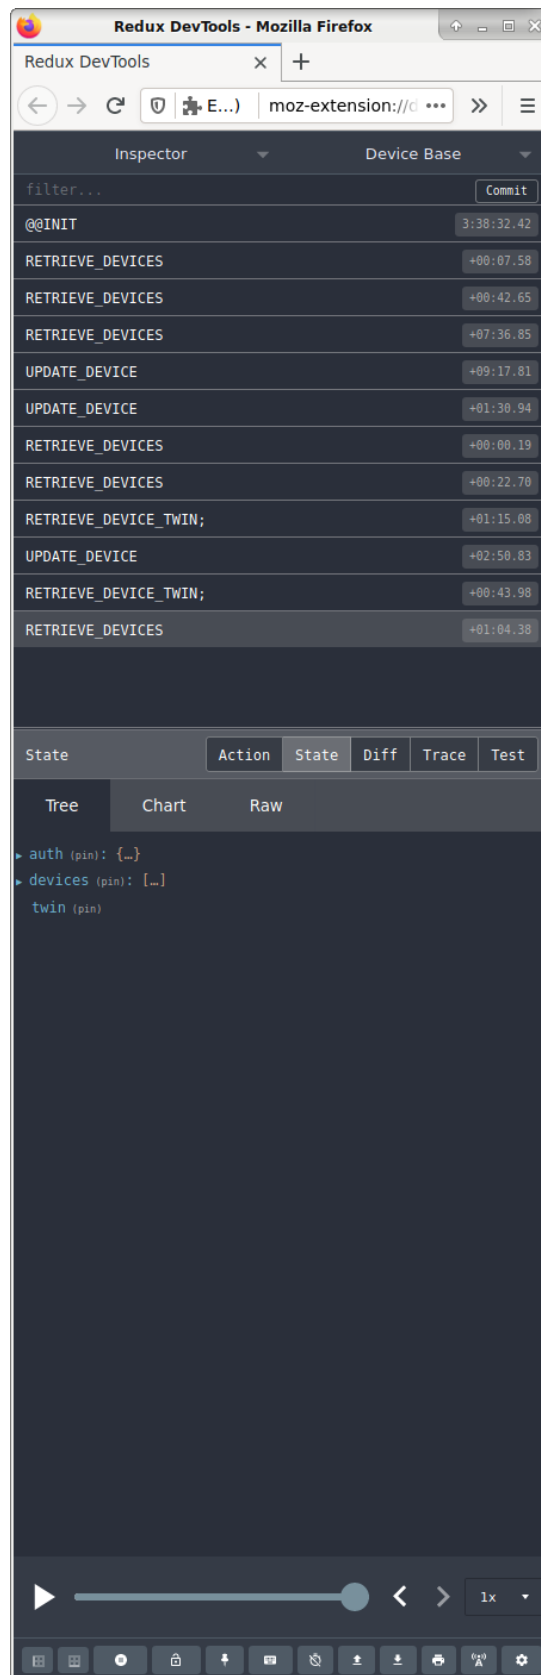 Redux DevTools - Mozilla Firefox
Redux DevTools
E...) moz-extension://d
Inspector Device Base
filter... Commit
@@INIT 3:38:32.42
RETRIEVE_DEVICES +00:07.58
RETRIEVE_DEVICES +00:42.65
RETRIEVE_DEVICES +07:36.85
UPDATE_DEVICE +09:17.81
UPDATE_DEVICE +01:30.94
RETRIEVE_DEVICES +00:00.19
RETRIEVE_DEVICES +00:22.70
RETRIEVE_DEVICE_TWIN; +01:15.08
UPDATE_DEVICE +02:50.83
RETRIEVE_DEVICE_TWIN; +00:43.98
RETRIEVE_DEVICES +01:04.38
State Action State Diff Trace Test
Tree Chart Raw
auth (pin): {…}
devices (pin): […]
twin (pin)
1x